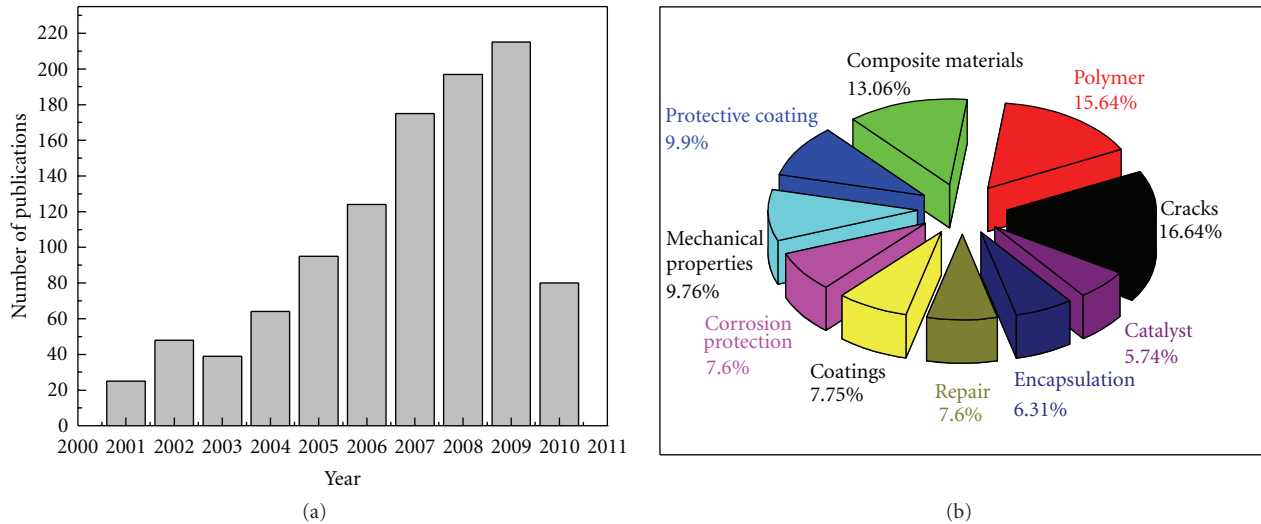 Number of publications
220
200
180
160
140
120
100
80
60
40
20
0
2000 2001 2002 2003 2004 2005 2006 2007 2008 2009 2010 2011
Year
(a)
Composite materials
13.06%
Polymer
15.64%
Protective coating
9.9%
Cracks
16.64%
Mechanical
properties
9.76%
Catalyst
5.74%
Corrosion
protection
7.6%
Coatings
7.75%
Repair
7.6%
Encapsulation
6.31%
(b)